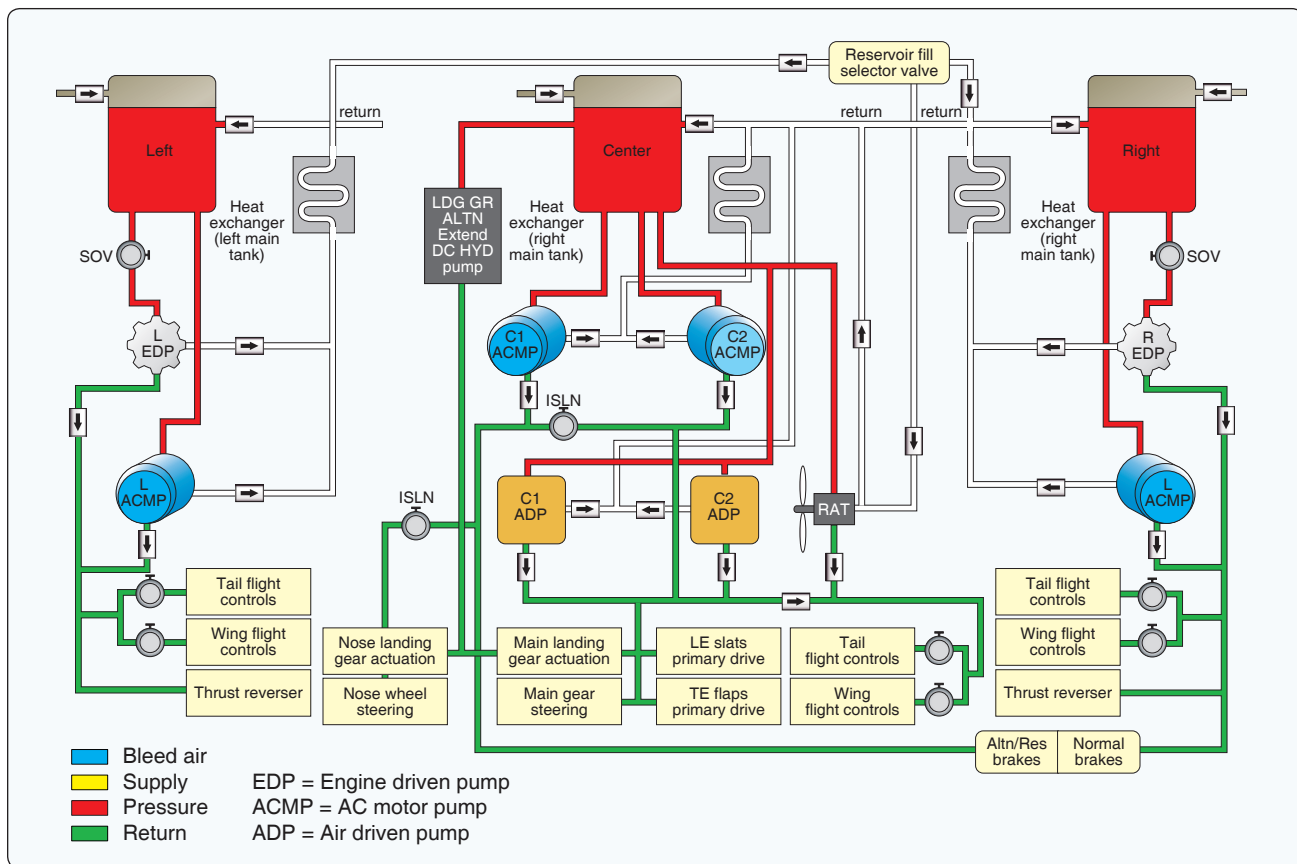 Reservoir fill
selector valve
return
return
return
Left
Center
Right
Heat
exchanger
(left main
tank)
LDG GR
ALTN
Extend
DC HYD
pump
Heat
exchanger
(right
main tank)
Heat
exchanger
(right
main tank)
SOV
SOV
L
EDP
C1
ACMP
C2
ACMP
R
EDP
ISLN
L
ACMP
ISLN
C1
ADP
C2
ADP
RAT
L
ACMP
Tail flight
controls
Wing flight
controls
Thrust reverser
Nose landing
gear actuation
Nose wheel
steering
Main landing
gear actuation
Main gear
steering
LE slats
primary drive
TE flaps
primary drive
Tail
flight controls
Wing
flight controls
Tail flight
controls
Wing flight
controls
Thrust reverser
Altn/Res
brakes
Normal
brakes
Bleed air
Supply
Pressure
Return
EDP = Engine driven pump
ACMP = AC motor pump
ADP = Air driven pump